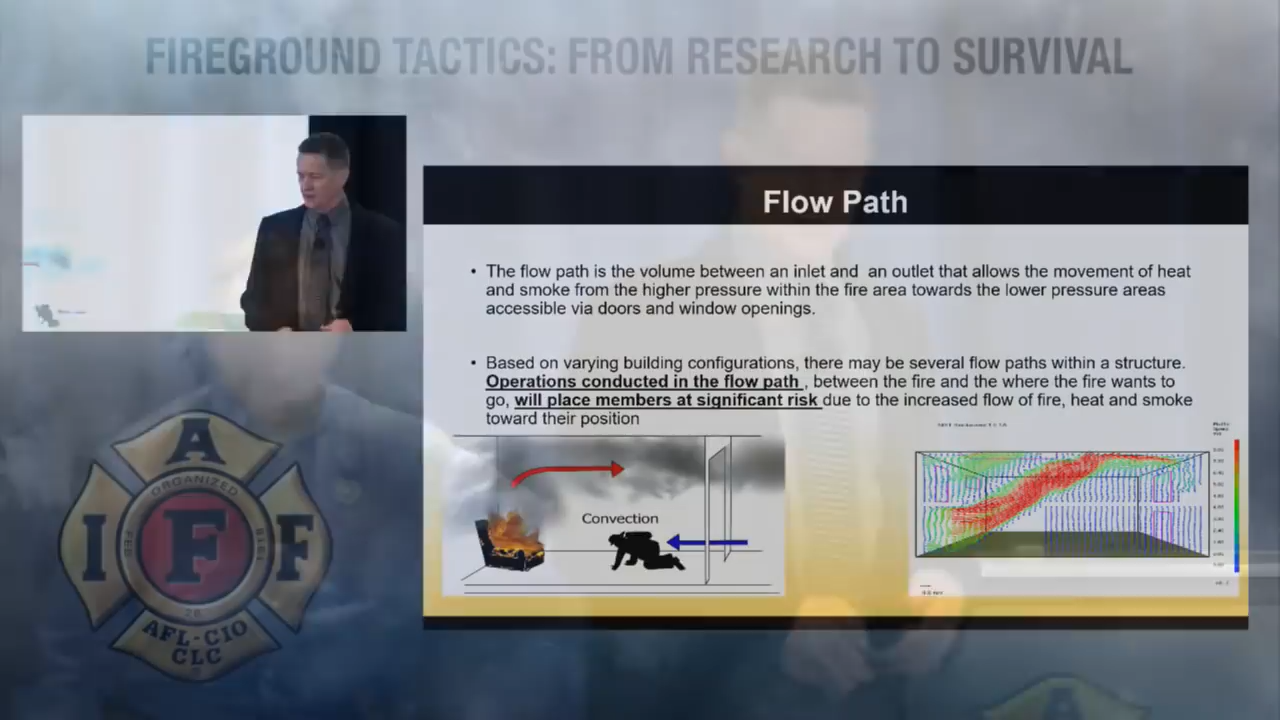 FIREGROUND TACTICS: FROM RESEARCH TO SURVIVAL
Flow Path
• The flow path is the volume between an inlet and an outlet that allows the movement of heat
and smoke from the higher pressure within the fire area towards the lower pressure areas
accessible via doors and window openings.
• Based on varying building configurations, there may be several flow paths within a structure.
Operations conducted in the flow path , between the fire and the where the fire wants to
go, will place members at significant risk due to the increased flow of fire, heat and smoke
toward their position
Convection
A
ORGANIZED
I F F
FEB
28
AFL-CIO
CLC
A